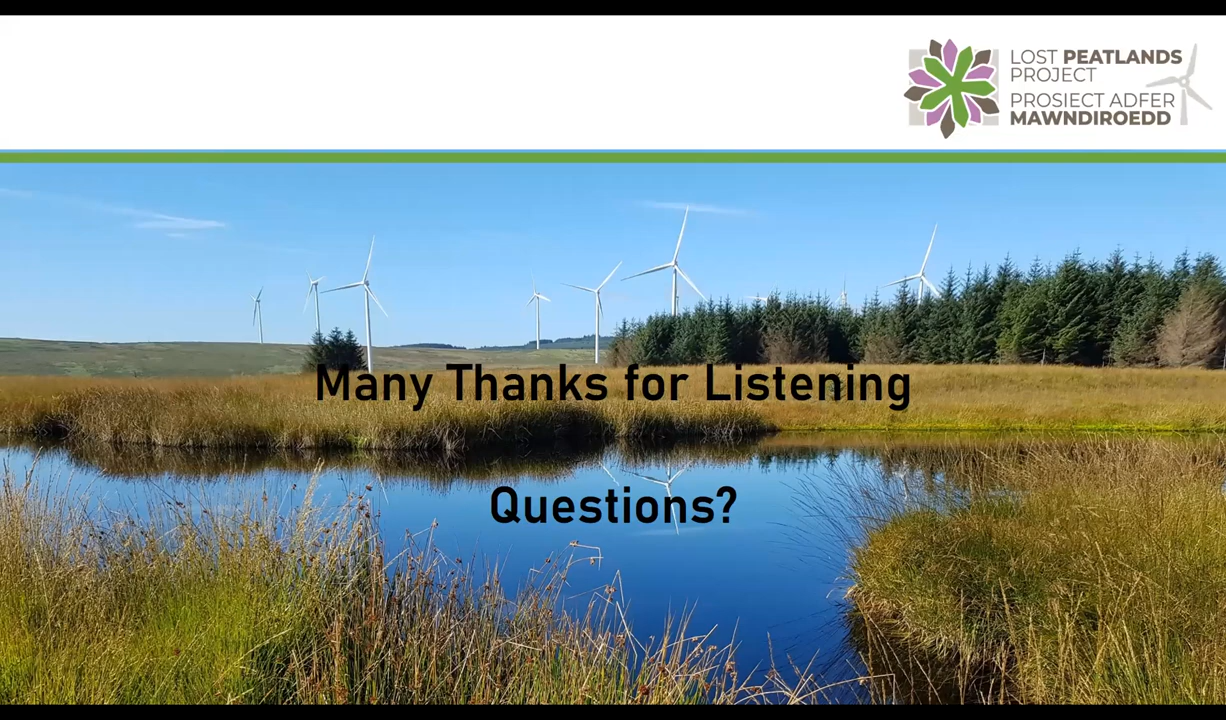 LOST PEATLANDS
PROJECT
PROSIECT ADFER
MAWNDIROEDD
Many Thanks for Listening
Questions?